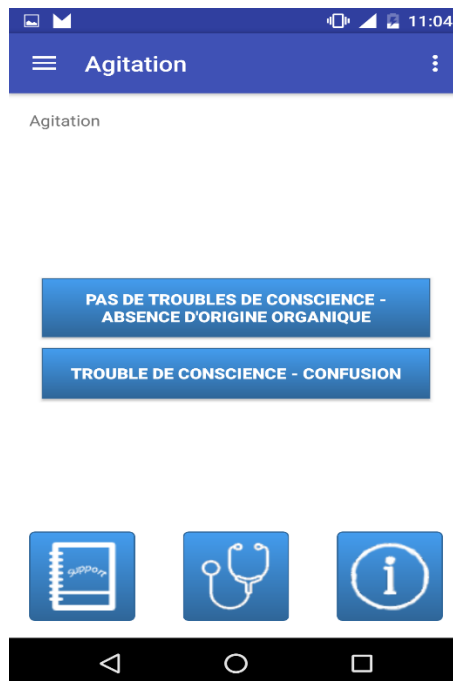 11:04
Agitation
Agitation
PAS DE TROUBLES DE CONSCIENCE -
ABSENCE D'ORIGINE ORGANIQUE
TROUBLE DE CONSCIENCE - CONFUSION
support
i